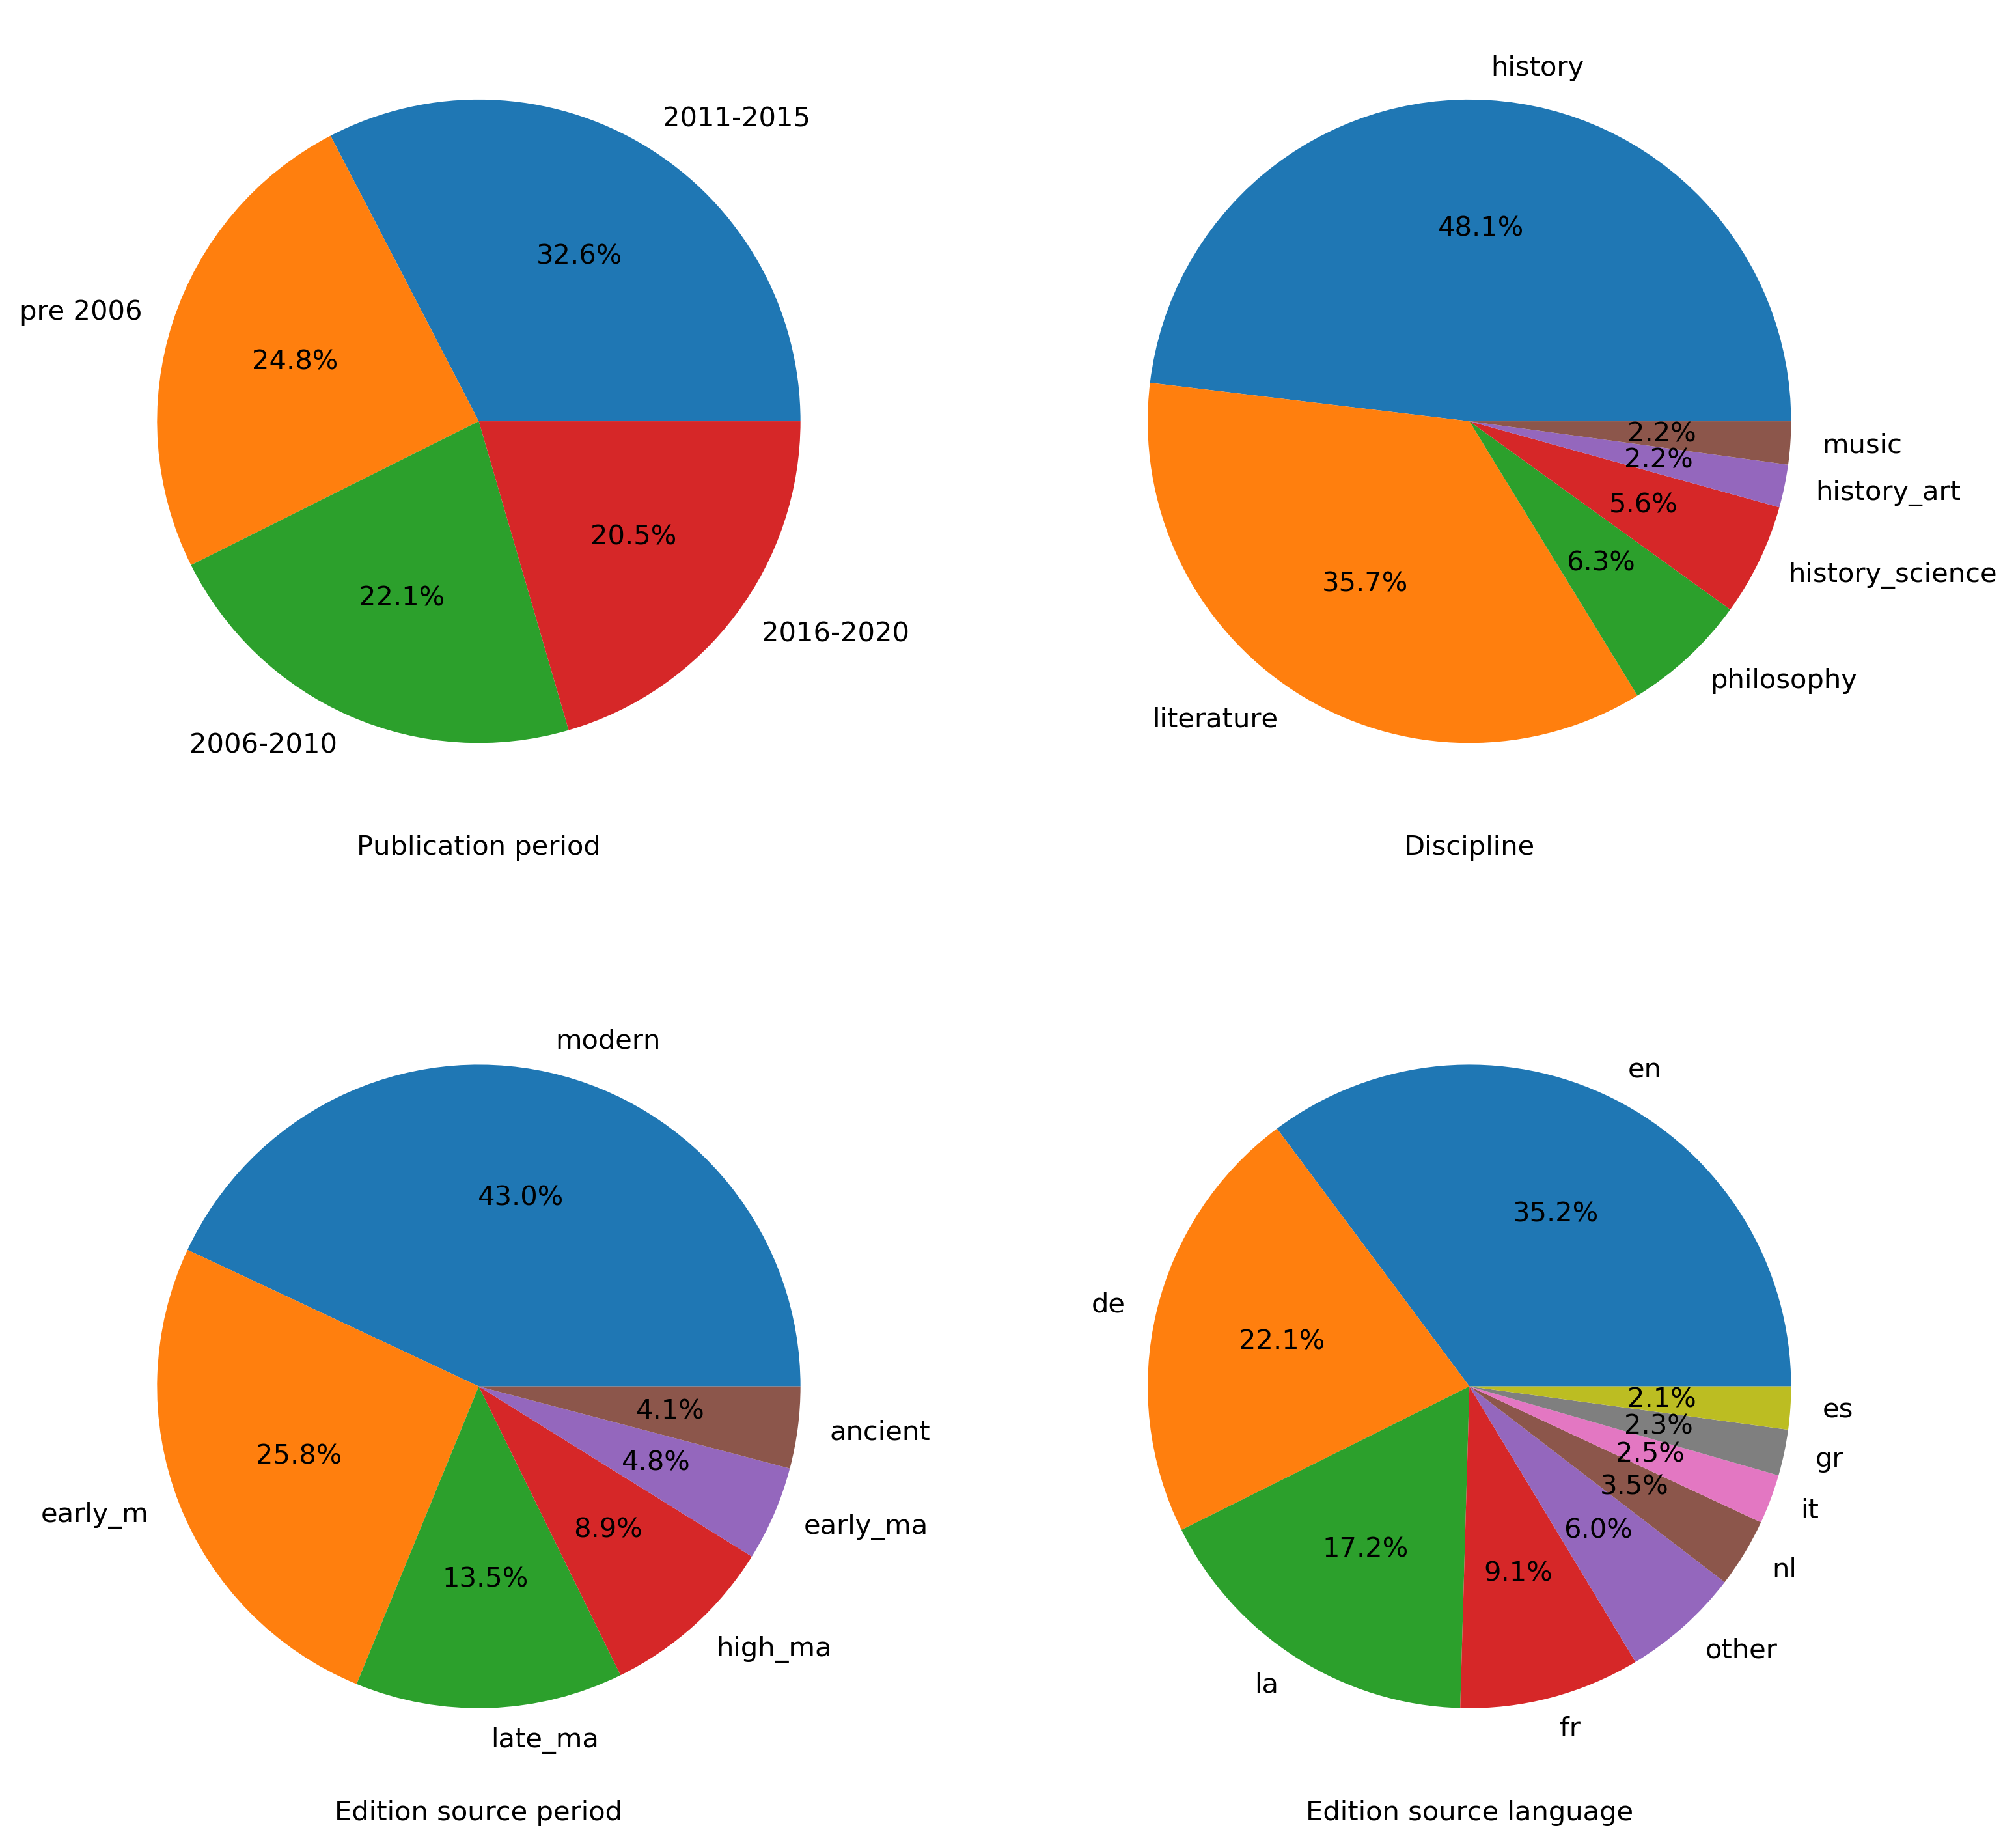 2011-2015
32.6%
pre 2006
24.8%
22.1%
2006-2010
20.5%
2016-2020
Publication period
history
48.1%
literature
35.7%
6.3%
philosophy
5.6%
history_science
2.2%
history_art
2.2%
music
Discipline
modern
43.0%
early_m
25.8%
13.5%
late_ma
8.9%
high_ma
4.8%
early_ma
4.1%
ancient
Edition source period
en
35.2%
de
22.1%
17.2%
la
9.1%
fr
6.0%
other
3.5%
nl
2.5%
it
2.3%
gr
2.1%
es
Edition source language